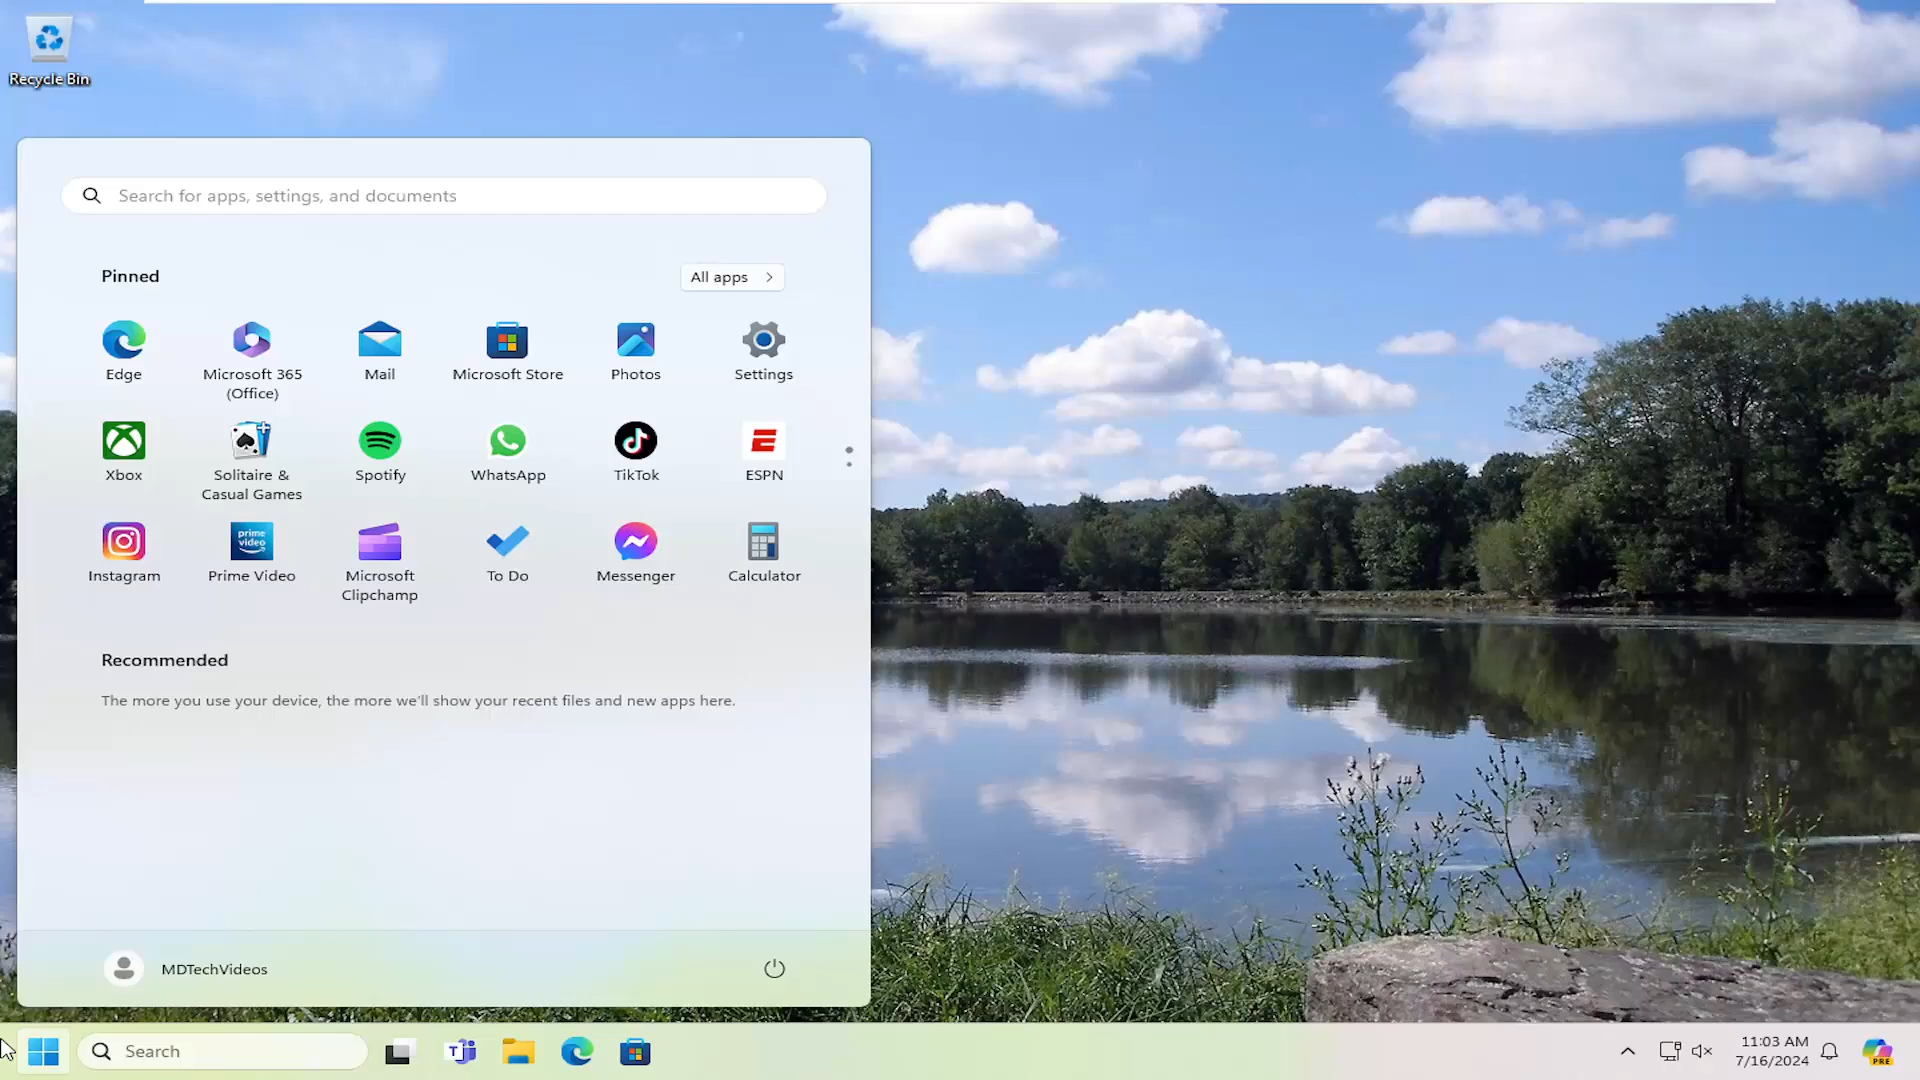 Recycle Bin
Search for apps, settings, and documents
Pinned
All apps
Edge
Microsoft 365
(Office)
Mail
Microsoft Store
Photos
Settings
Xbox
Solitaire &
Casual Games
Spotify
WhatsApp
TikTok
ESPN
prime
video
Instagram
Prime Video
Microsoft
Clipchamp
To Do
Messenger
Calculator
Recommended
The more you use your device, the more we'll show your recent files and new apps here.
MDTechVideos
Search
11:03 AM
7/16/2024
PRE